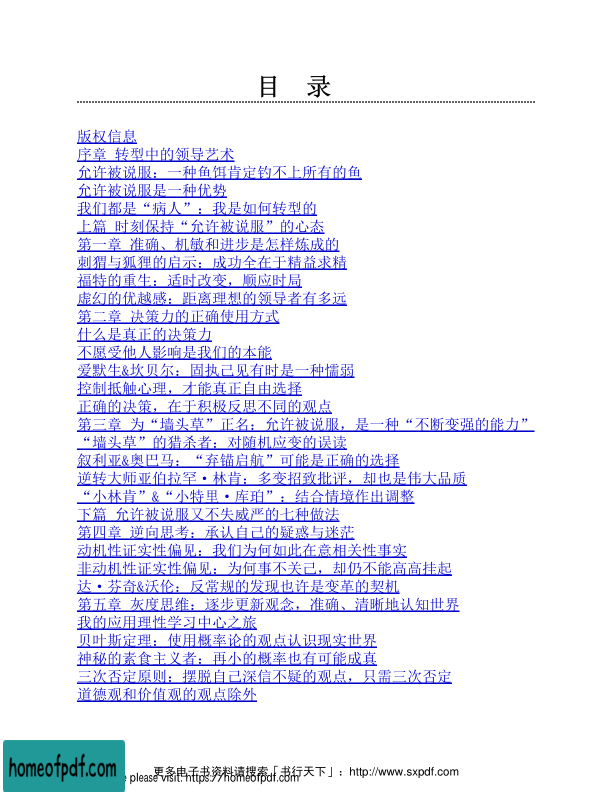 目 录
版权信息
序章 转型中的领导艺术
允许被说服：一种鱼饵肯定钓不上所有的鱼
允许被说服是一种优势
我们都是“病人”：我是如何转型的
上篇 时刻保持“允许被说服”的心态
第一章 准确、机敏和进步是怎样炼成的
刺猬与狐狸的启示：成功全在于精益求精
福特的重生：适时改变，顺应时局
虚幻的优越感：距离理想的领导者有多远
第二章 决策力的正确使用方式
什么是真正的决策力
不愿受他人影响是我们的本能
爱默生&坎贝尔：固执己见有时是一种懦弱
控制抵触心理，才能真正自由选择
正确的决策，在于积极反思不同的观点
第三章 为“墙头草”正名：允许被说服，是一种“不断变强的能力”
“墙头草”的猎杀者：对随机应变的误读
叙利亚&奥巴马：“弃锚启航”可能是正确的选择
逆转大师亚伯拉罕·林肯：多变招致批评，却也是伟大品质
“小林肯”&“小特里·库珀”：结合情境作出调整
下篇 允许被说服又不失威严的七种做法
第四章 逆向思考：承认自己的疑惑与迷茫
动机性证实性偏见：我们为何如此在意相关性事实
非动机性证实性偏见：为何事不关己，却仍不能高高挂起
达·芬奇&沃伦：反常规的发现也许是变革的契机
第五章 灰度思维：逐步更新观念，准确、清晰地认知世界
我的应用理性学习中心之旅
贝叶斯定理：使用概率论的观点认识现实世界
神秘的素食主义者：再小的概率也有可能成真
三次否定原则：摆脱自己深信不疑的观点，只需三次否定
道德观和价值观的观点除外
更多电子书资料请搜索「书行天下」：http://www.sxpdf.com
please visit: https://homeofpdf.com
homeofpdf.com